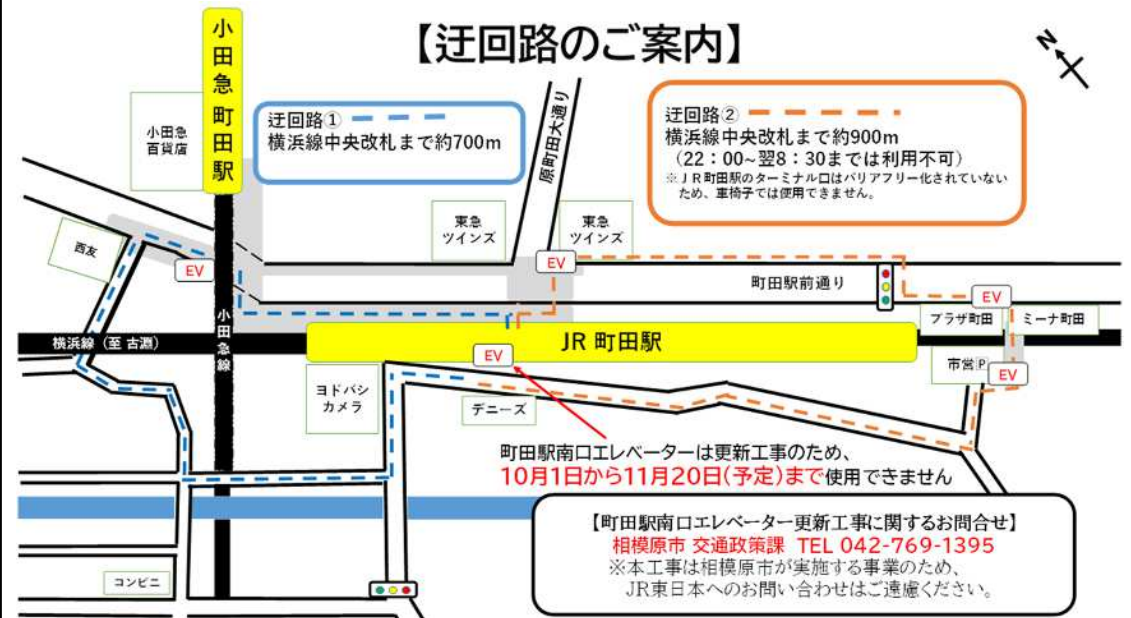 【迂回路のご案内】
N
小田急 町田駅
小田急
百貨店
迂回路①
横浜線中央改札まで約700m
原町田大通り
迂回路②
横浜線中央改札まで約900m
(22：00~翌8：30までは利用不可)
※ＪＲ町田駅のターミナル口はバリアフリー化されていない
ため、車椅子では使用できません。
西友
EV
東急
ツインズ
東急
ツインズ
EV
町田駅前通り
EV
プラザ町田
ミーナ町田
横浜線（至 古淵）
小田急線
JR 町田駅
EV
市営P
EV
ヨドバシ
カメラ
デニーズ
町田駅南口エレベーターは更新工事のため、
10月1日から11月20日(予定)まで使用できません
【町田駅南口エレベーター更新工事に関するお問合せ】
相模原市 交通政策課 TEL 042-769-1395
※本工事は相模原市が実施する事業のため、
JR東日本へのお問い合わせはご遠慮ください。
コンビニ